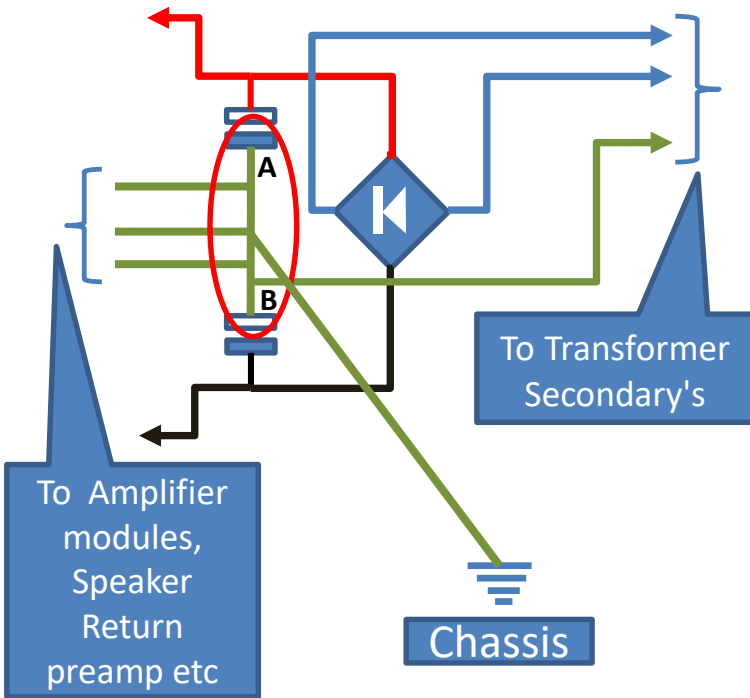 A
B
To Transformer
Secondary's
To Amplifier
modules,
Speaker
Return
preamp etc
Chassis